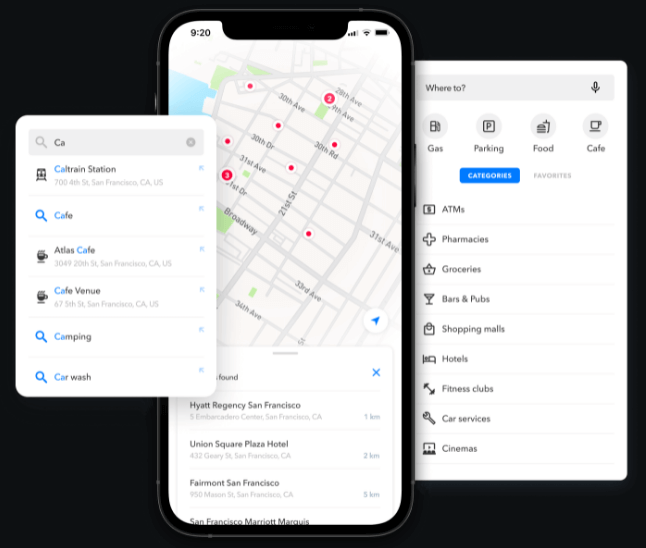 9:20
28th Ave
2
29th Ave
30th Ave
30th Dr
30th Rd
31st Ave
3
31st Dr
21st St
Broadway
31st Ave
33rd Ave
34th Ave
found
Hyatt Regency San Francisco
5 Embarcadero Center, San Francisco, CA
1 km
Union Square Plaza Hotel
432 Geary St, San Francisco, CA
2 km
Fairmont San Francisco
950 Mason St, San Francisco, CA
5 km
San Francisco Marriott Marquis
Ca
Caltrain Station
700 4th St, San Francisco, CA, US
Cafe
Atlas Cafe
3049 20th St, San Francisco, CA, US
Cafe Venue
67 5th St, San Francisco, CA, US
Camping
Car wash
Where to?
Gas
Parking
Food
Cafe
CATEGORIES
FAVORITES
ATMs
Pharmacies
Groceries
Bars & Pubs
Shopping malls
Hotels
Fitness clubs
Car services
Cinemas